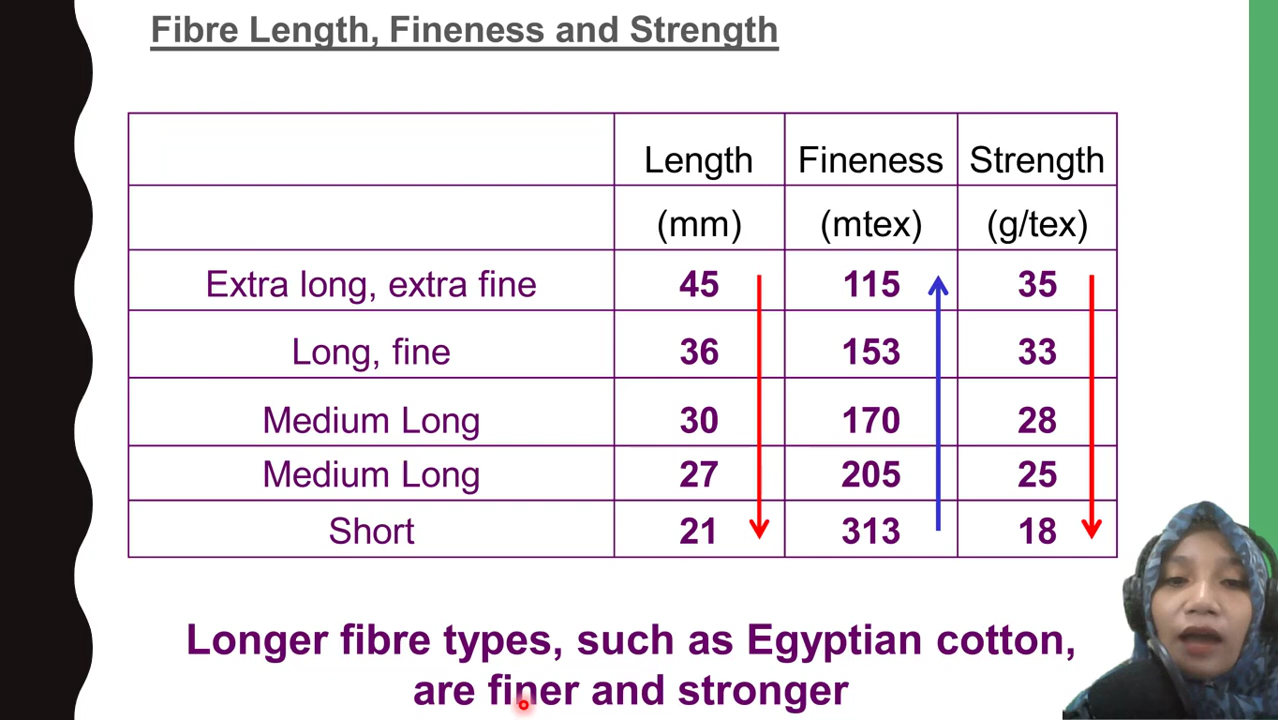 Fibre Length, Fineness and Strength
Length Fineness Strength
(mm) (mtex) (g/tex)
Extra long, extra fine 45 115 35
Long, fine 36 153 33
Medium Long 30 170 28
Medium Long 27 205 25
Short 21 313 18
Longer fibre types, such as Egyptian cotton,
are finer and stronger